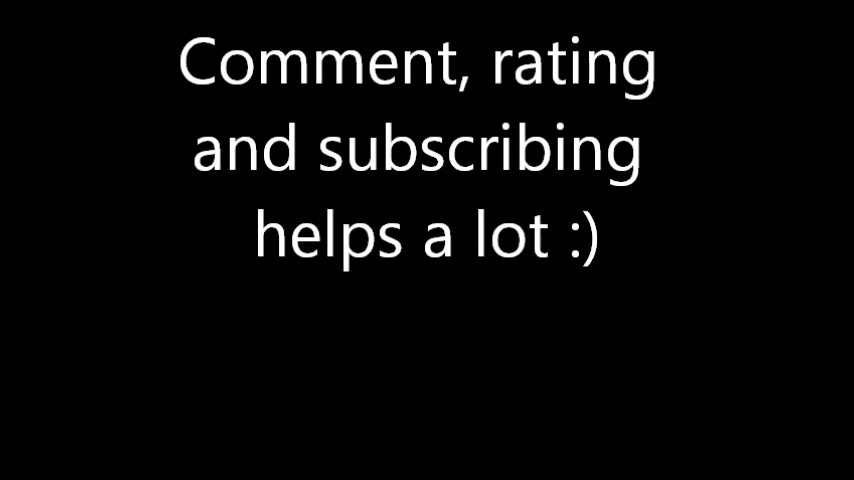 Comment, rating
and subscribing
helps a lot :)